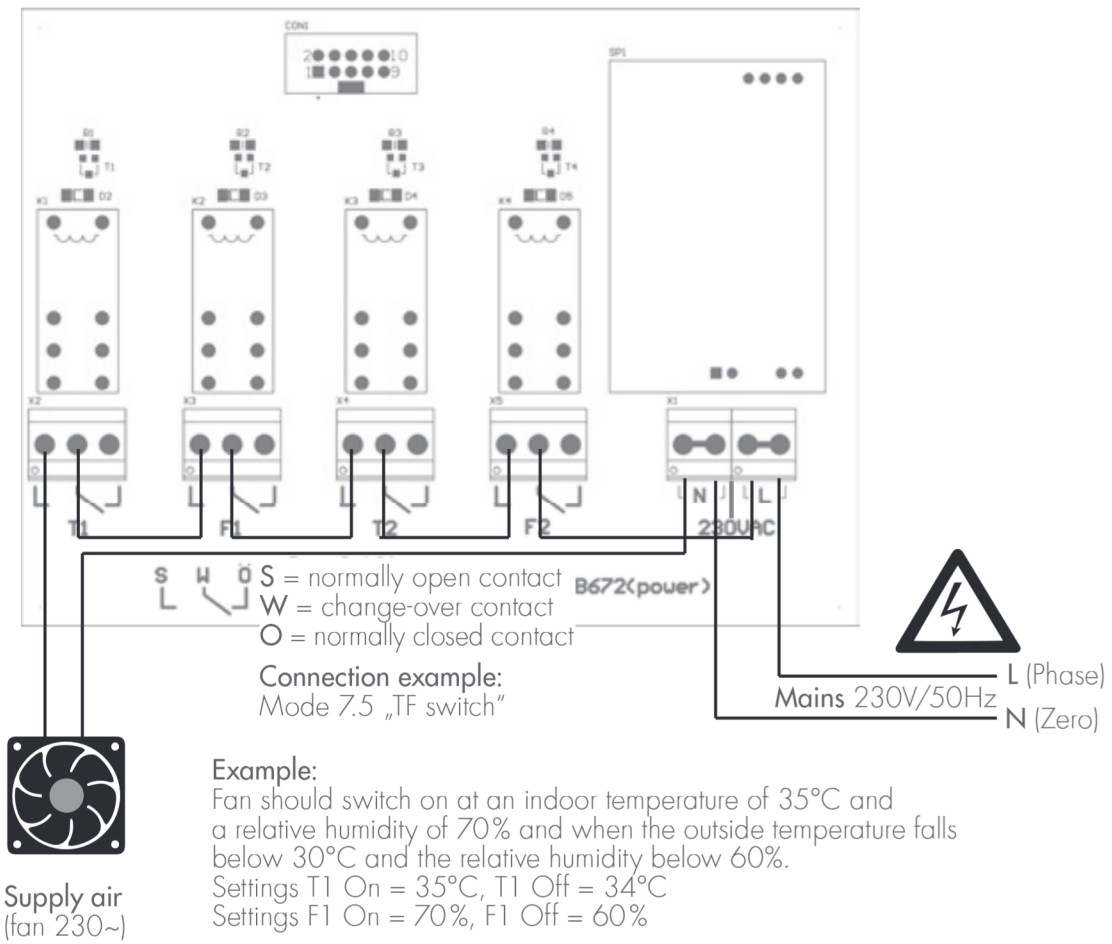 CON1
2 10
1 9
SP1
R1 R2 R3 R4
T1 T2 T3 T4
D2 D3 D4 D5
K1 K2 K3 K4
X2 X3 X4 X5 X1
N L
T1 F1 T2 F2 230VAC
S W Ö
S = normally open contact
W = change-over contact
O = normally closed contact
B672(power)
Connection example:
Mode 7.5 „TF switch“
L (Phase)
Mains 230V/50Hz
N (Zero)
Example:
Fan should switch on at an indoor temperature of 35°C and
a relative humidity of 70% and when the outside temperature falls
below 30°C and the relative humidity below 60%.
Settings T1 On = 35°C, T1 Off = 34°C
Settings F1 On = 70%, F1 Off = 60%
Supply air
(fan 230~)